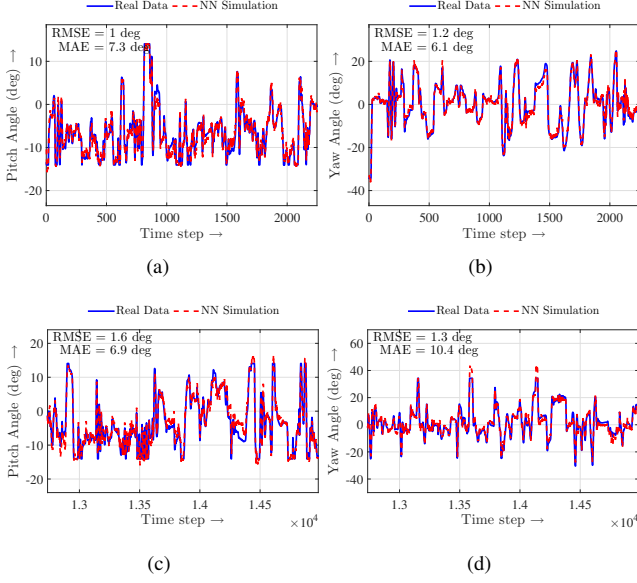 Real Data NN Simulation
RMSE = 1 deg
MAE = 7.3 deg
Pitch Angle (deg) →
10
0
-10
-20
0 500 1000 1500 2000
Time step →
(a)
Real Data NN Simulation
RMSE = 1.2 deg
MAE = 6.1 deg
Yaw Angle (deg) →
20
0
-20
-40
0 500 1000 1500 2000
Time step →
(b)
Real Data NN Simulation
RMSE = 1.6 deg
MAE = 6.9 deg
Pitch Angle (deg) →
20
10
0
-10
-20
1.3 1.35 1.4 1.45
Time step → ×10⁴
(c)
Real Data NN Simulation
RMSE = 1.3 deg
MAE = 10.4 deg
Yaw Angle (deg) →
60
40
20
0
-20
-40
1.3 1.35 1.4 1.45
Time step → ×10⁴
(d)